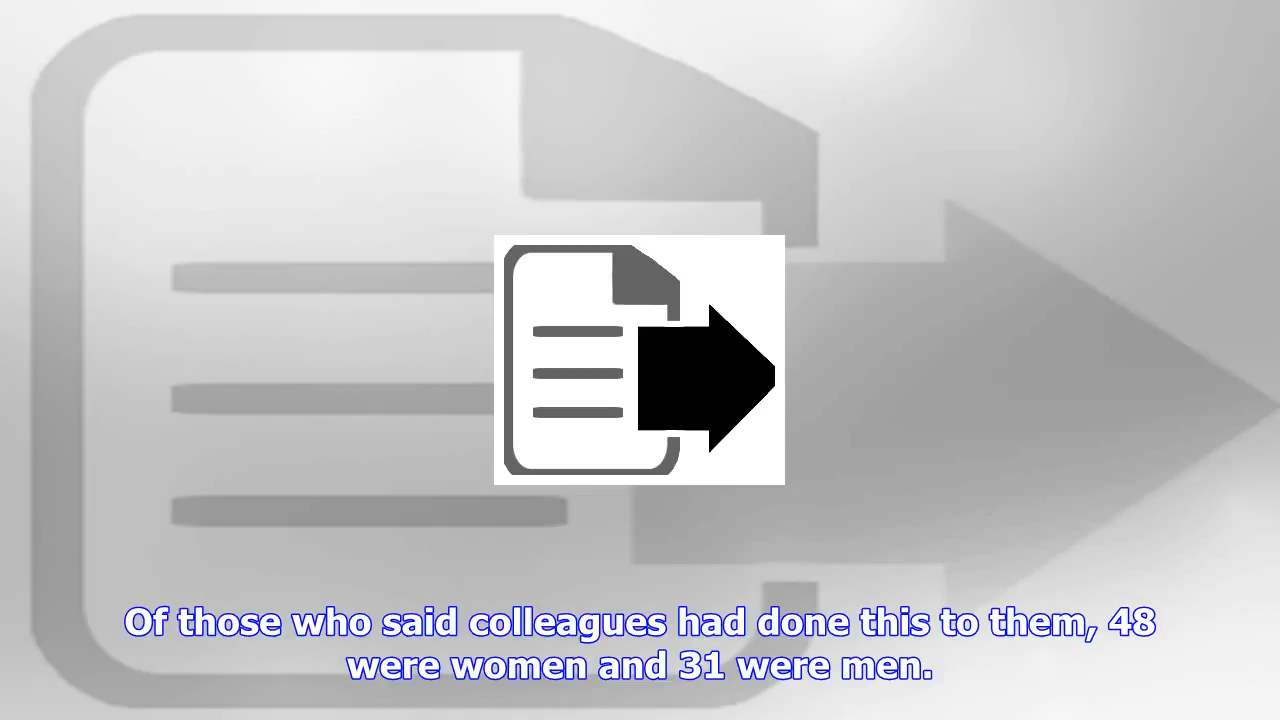 Of those who said colleagues had done this to them, 48
were women and 31 were men.